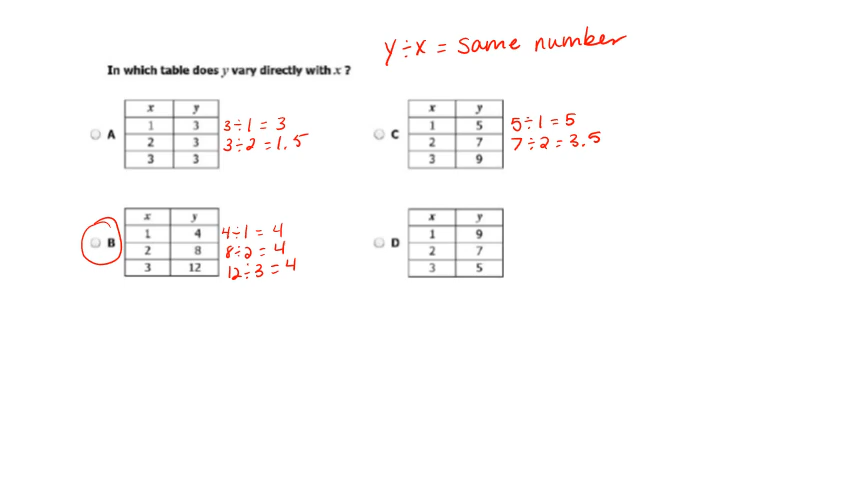 y÷x = same number
In which table does y vary directly with x ?
A
x y
1 3
2 3
3 3
3÷1 = 3
3÷2 = 1.5
C
x y
1 5
2 7
3 9
5÷1 = 5
7÷2 = 3.5
B
x y
1 4
2 8
3 12
4÷1 = 4
8÷2 = 4
12÷3 = 4
D
x y
1 9
2 7
3 5